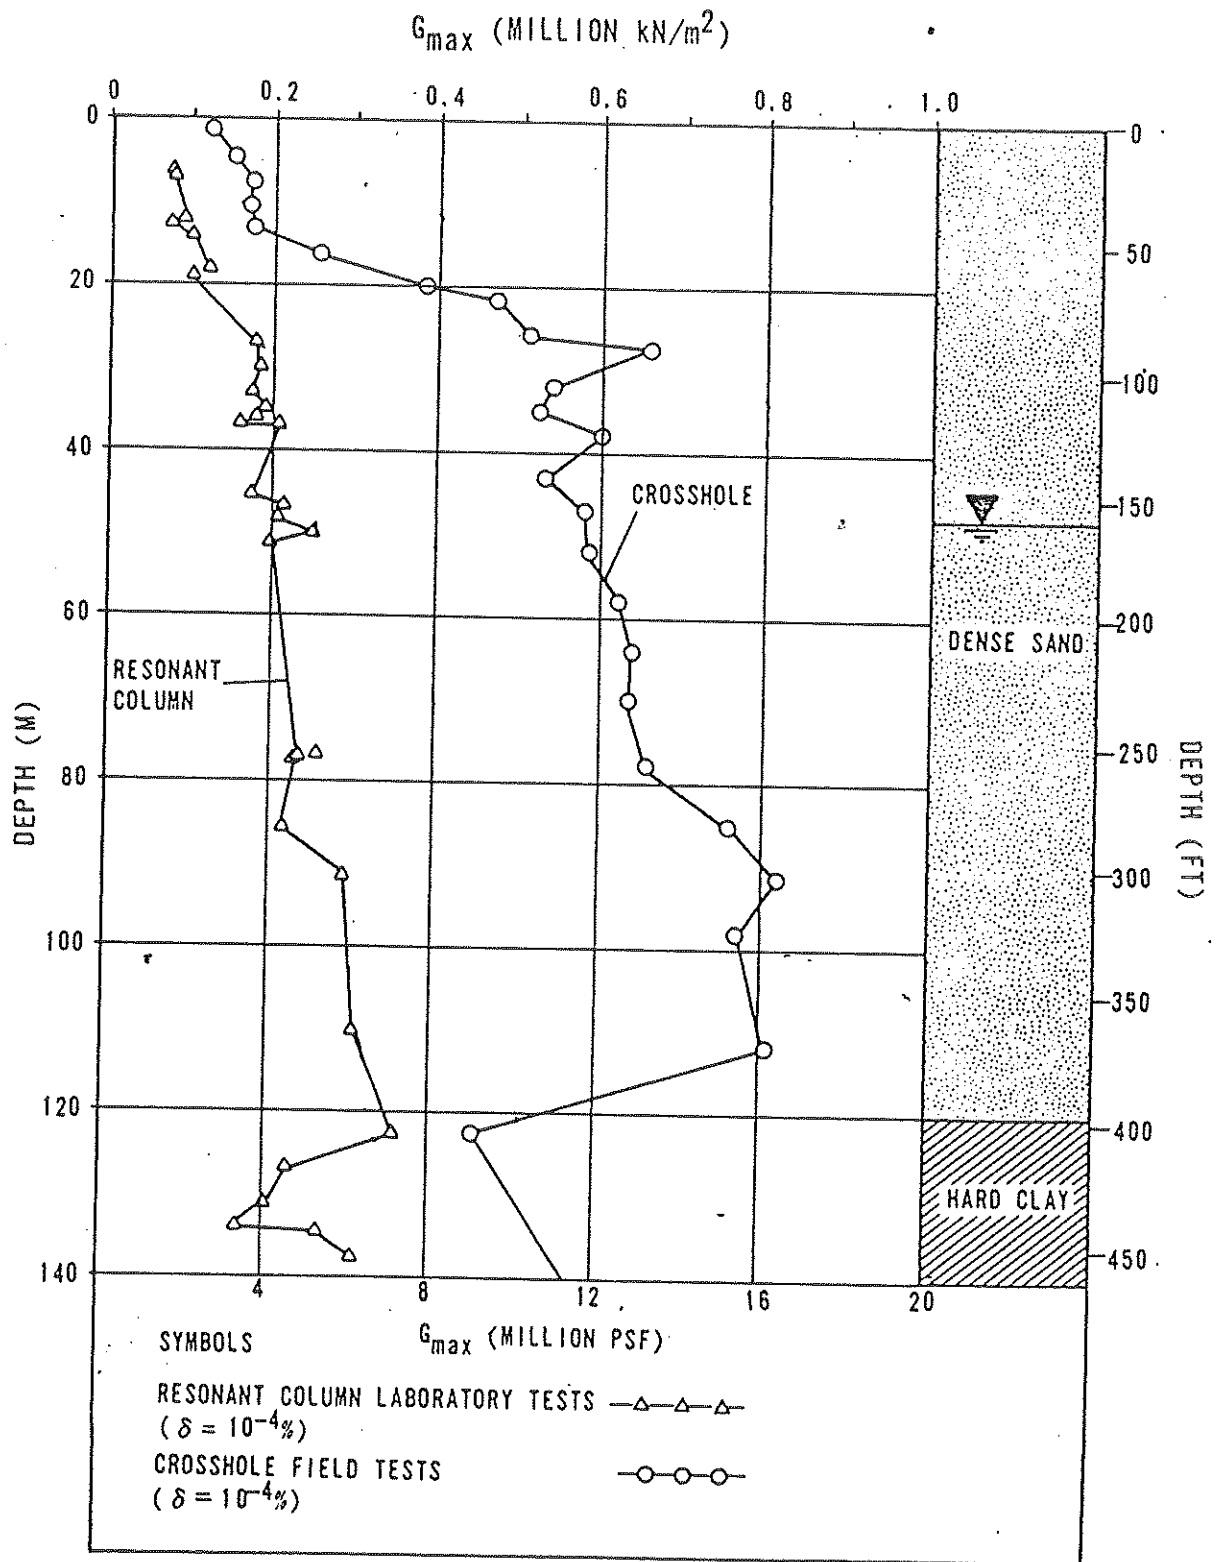 Gmax (MILLION kN/m²)
0 0.2 0.4 0.6 0.8 1.0
0
20
40
60
80
100
120
140
DEPTH (M)
0
50
100
150
200
250
300
350
400
450
DEPTH (FT)
CROSSHOLE
RESONANT
COLUMN
DENSE SAND
HARD CLAY
4 8 12 16 20
Gmax (MILLION PSF)
SYMBOLS
RESONANT COLUMN LABORATORY TESTS
(δ = 10⁻⁴%)
CROSSHOLE FIELD TESTS
(δ = 10⁻⁴%)